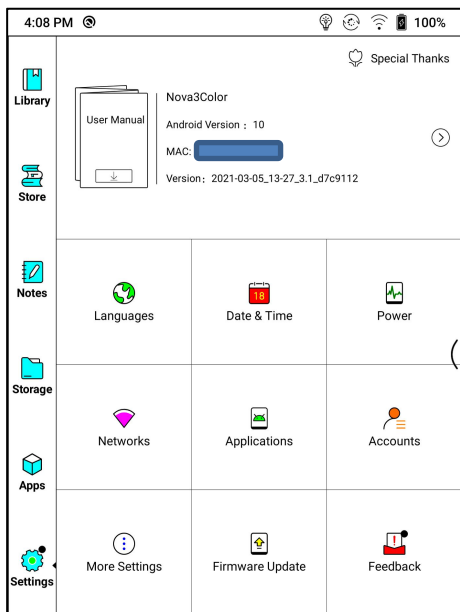 4:08 PM
100%
Special Thanks
Library
User Manual
Nova3Color
Android Version : 10
MAC:
Version: 2021-03-05_13-27_3.1_d7c9112
Store
Notes
Languages
18
Date & Time
Power
Storage
Networks
Applications
Accounts
Apps
More Settings
Firmware Update
Feedback
Settings